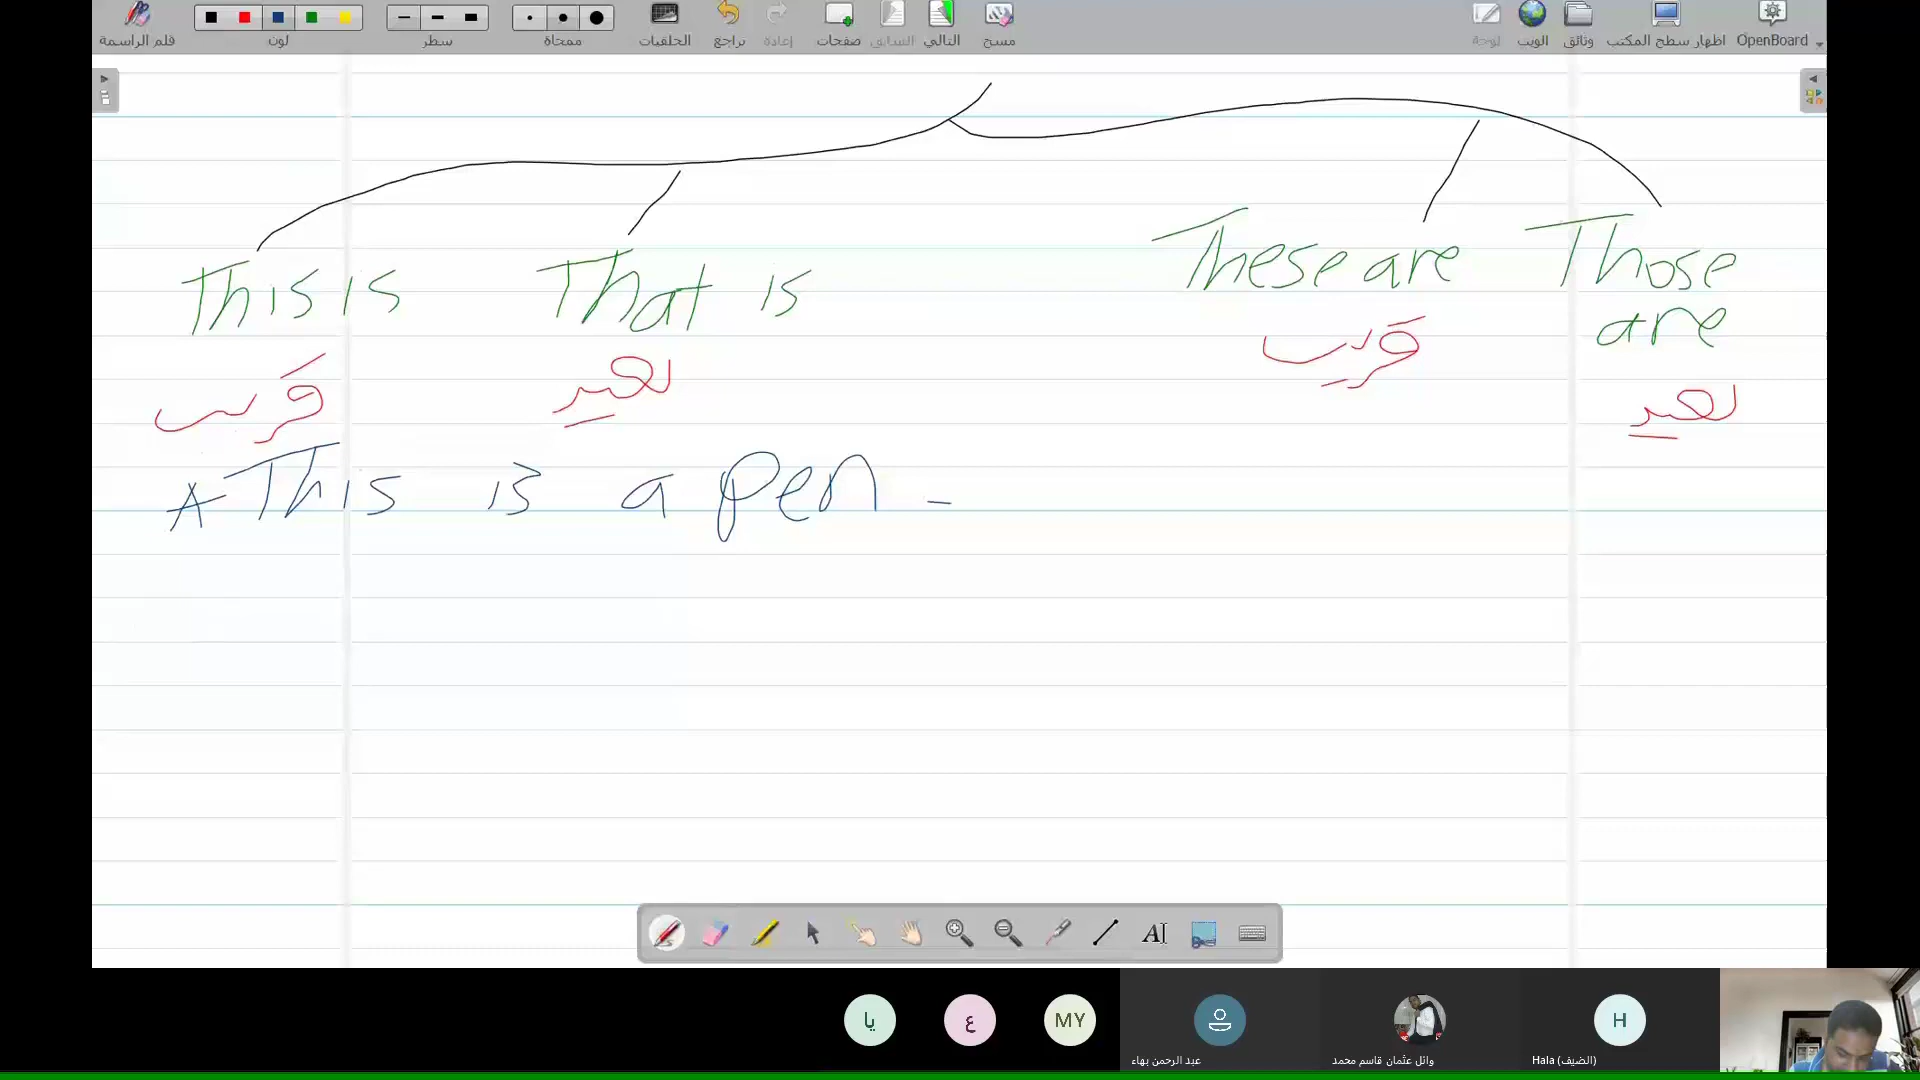 قلم الراسمة لون سطر ممحاة الخلفيات تراجع إعادة صفحات السابق التالي مسح لوحة الويب وثائق اظهار سطح المكتب OpenBoard
This is That is These are Those are
قريب بعيد قريب بعيد
This is a pen -
يا ع MY H
عبد الرحمن بهاء وائل عثمان قاسم محمد Hala (الضيف)